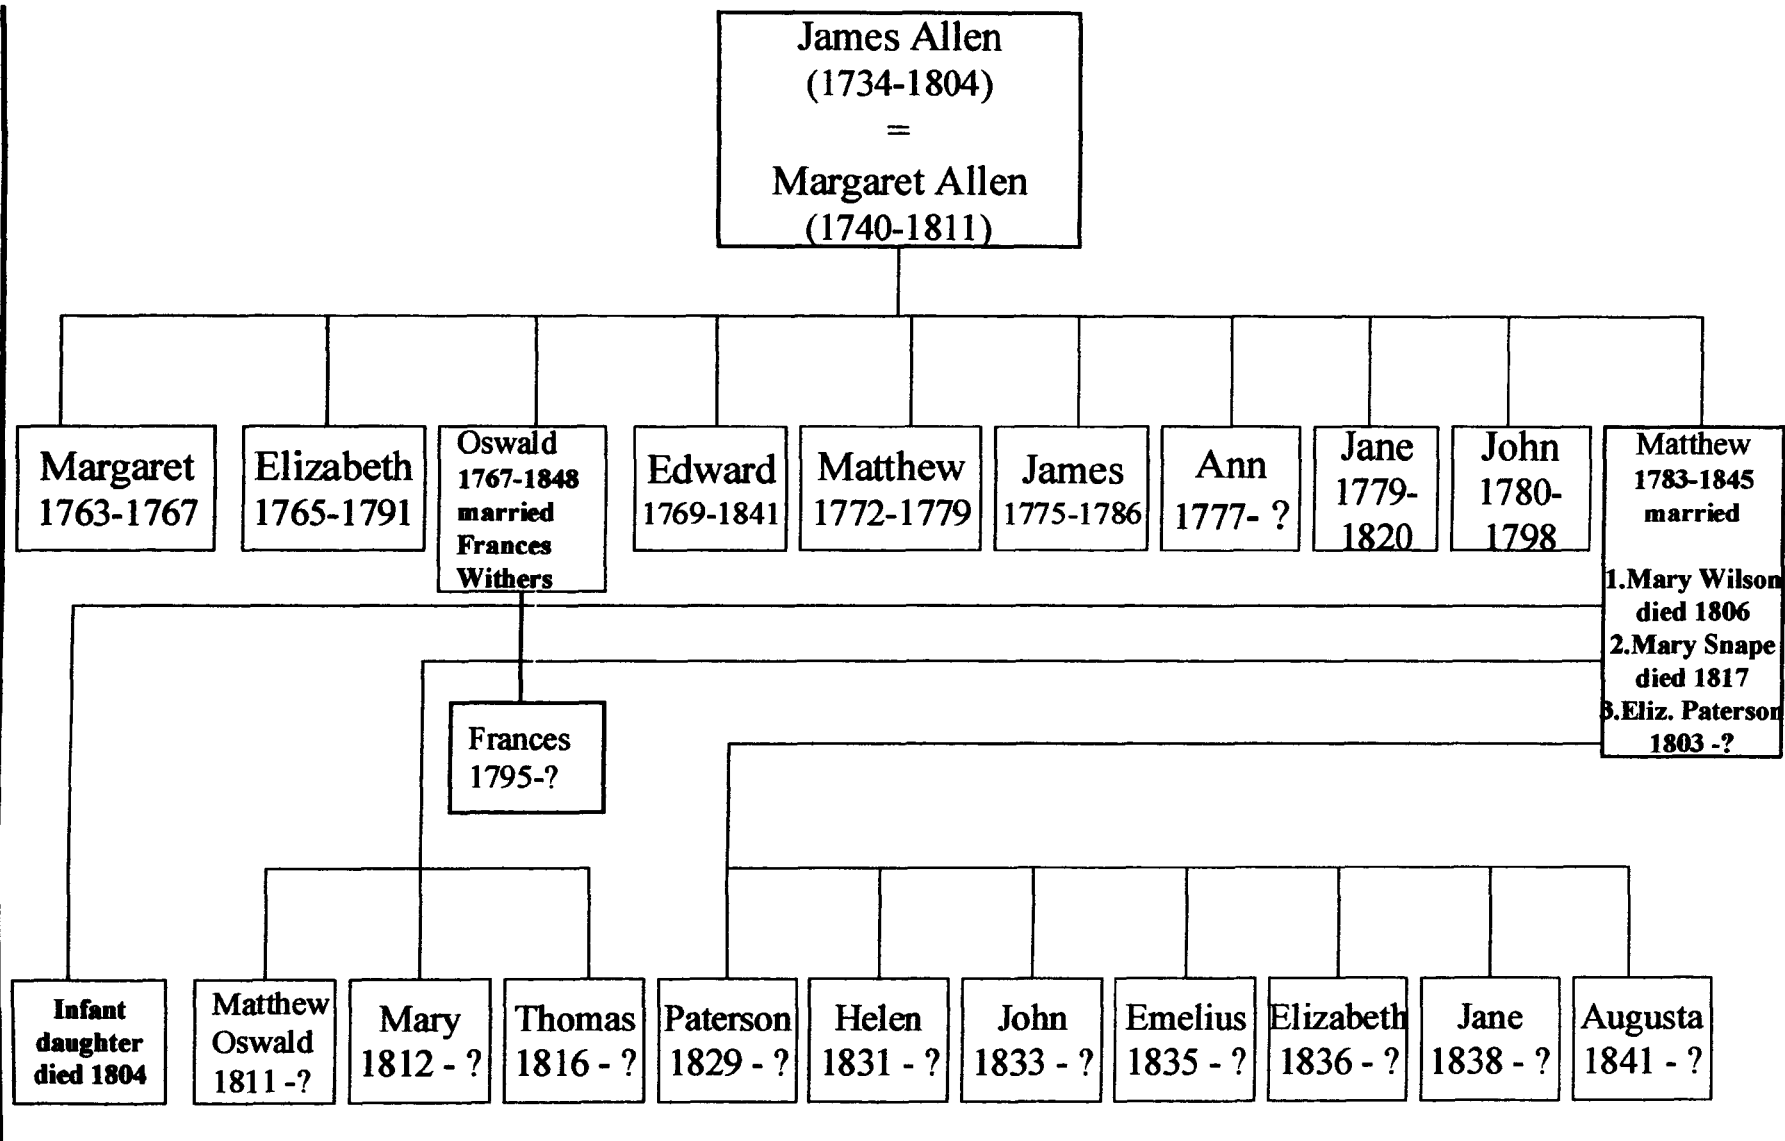 James Allen
(1734-1804)
=
Margaret Allen
(1740-1811)
Margaret
1763-1767
Elizabeth
1765-1791
Oswald
1767-1848
married
Frances
Withers
Edward
1769-1841
Matthew
1772-1779
James
1775-1786
Ann
1777- ?
Jane
1779-
1820
John
1780-
1798
Matthew
1783-1845
married
1.Mary Wilson
died 1806
2.Mary Snape
died 1817
3.Eliz. Paterson
1803 -?
Frances
1795-?
Infant
daughter
died 1804
Matthew
Oswald
1811 -?
Mary
1812 - ?
Thomas
1816 - ?
Paterson
1829 - ?
Helen
1831 - ?
John
1833 - ?
Emelius
1835 - ?
Elizabeth
1836 - ?
Jane
1838 - ?
Augusta
1841 - ?